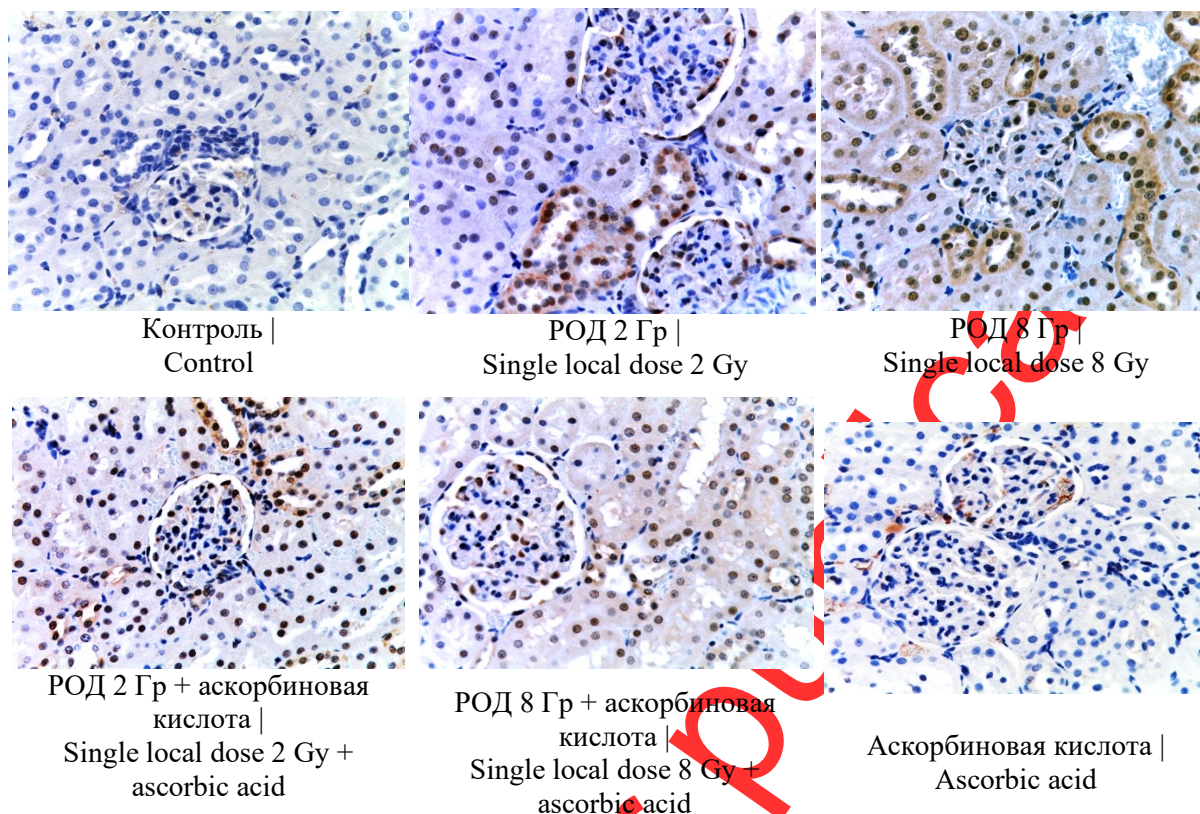 Контроль |
Control
РОД 2 Гр |
Single local dose 2 Gy
РОД 8 Гр |
Single local dose 8 Gy
РОД 2 Гр + аскорбиновая
кислота |
Single local dose 2 Gy +
ascorbic acid
РОД 8 Гр + аскорбиновая
кислота |
Single local dose 8 Gy +
ascorbic acid
Аскорбиновая кислота |
Ascorbic acid